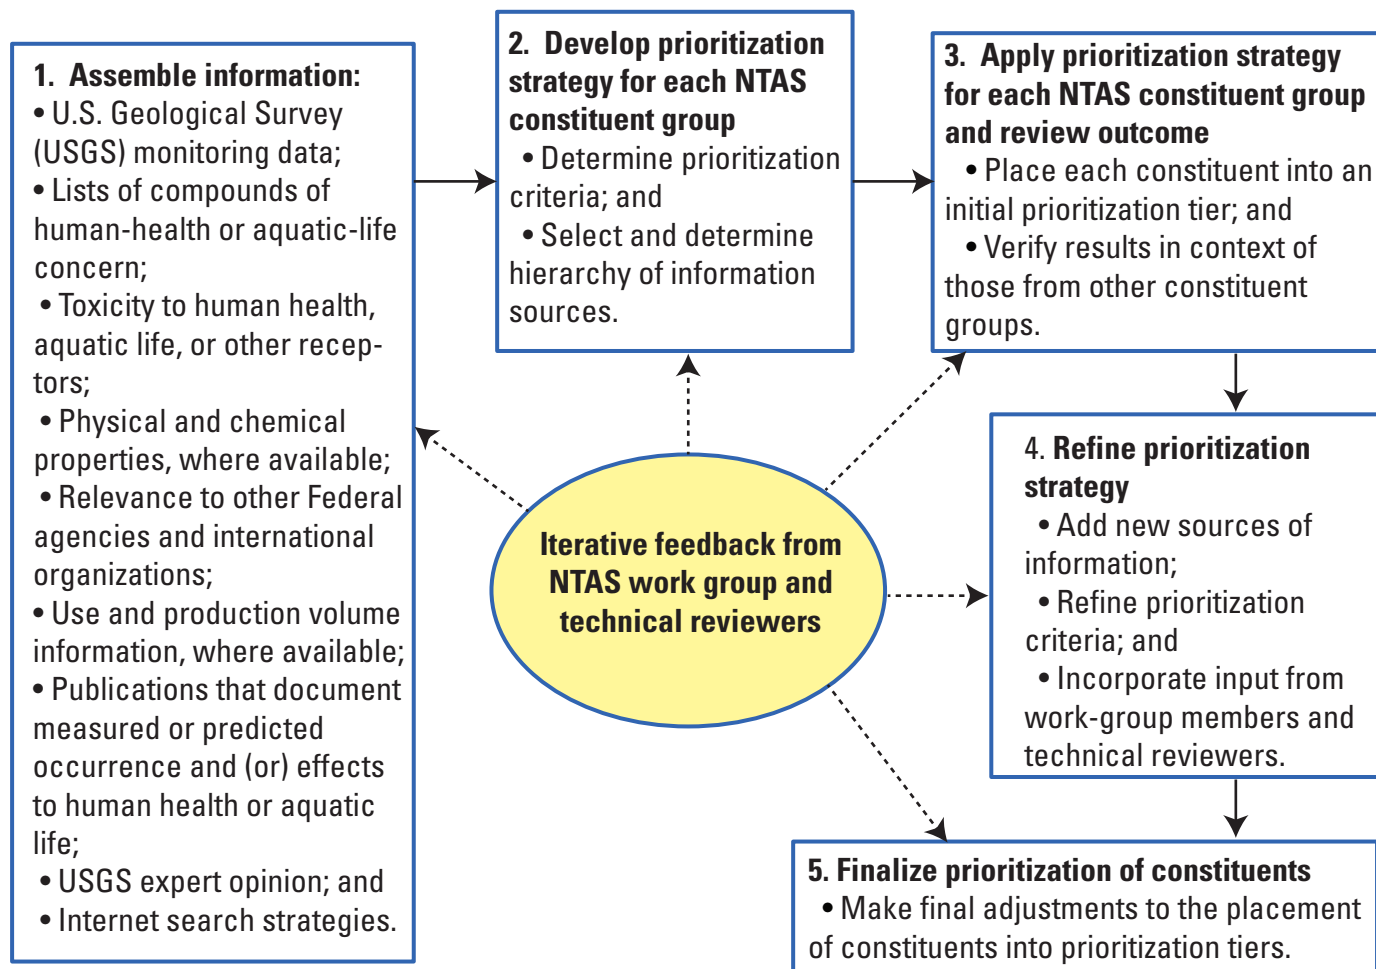 1. Assemble information:
• U.S. Geological Survey
(USGS) monitoring data;
• Lists of compounds of
human-health or aquatic-life
concern;
• Toxicity to human health,
aquatic life, or other recep-
tors;
• Physical and chemical
properties, where available;
• Relevance to other Federal
agencies and international
organizations;
• Use and production volume
information, where available;
• Publications that document
measured or predicted
occurrence and (or) effects
to human health or aquatic
life;
• USGS expert opinion; and
• Internet search strategies.
2. Develop prioritization
strategy for each NTAS
constituent group
• Determine prioritization
criteria; and
• Select and determine
hierarchy of information
sources.
3. Apply prioritization strategy
for each NTAS constituent group
and review outcome
• Place each constituent into an
initial prioritization tier; and
• Verify results in context of
those from other constituent
groups.
4. Refine prioritization
strategy
• Add new sources of
information;
• Refine prioritization
criteria; and
• Incorporate input from
work-group members and
technical reviewers.
5. Finalize prioritization of constituents
• Make final adjustments to the placement
of constituents into prioritization tiers.
Iterative feedback from
NTAS work group and
technical reviewers